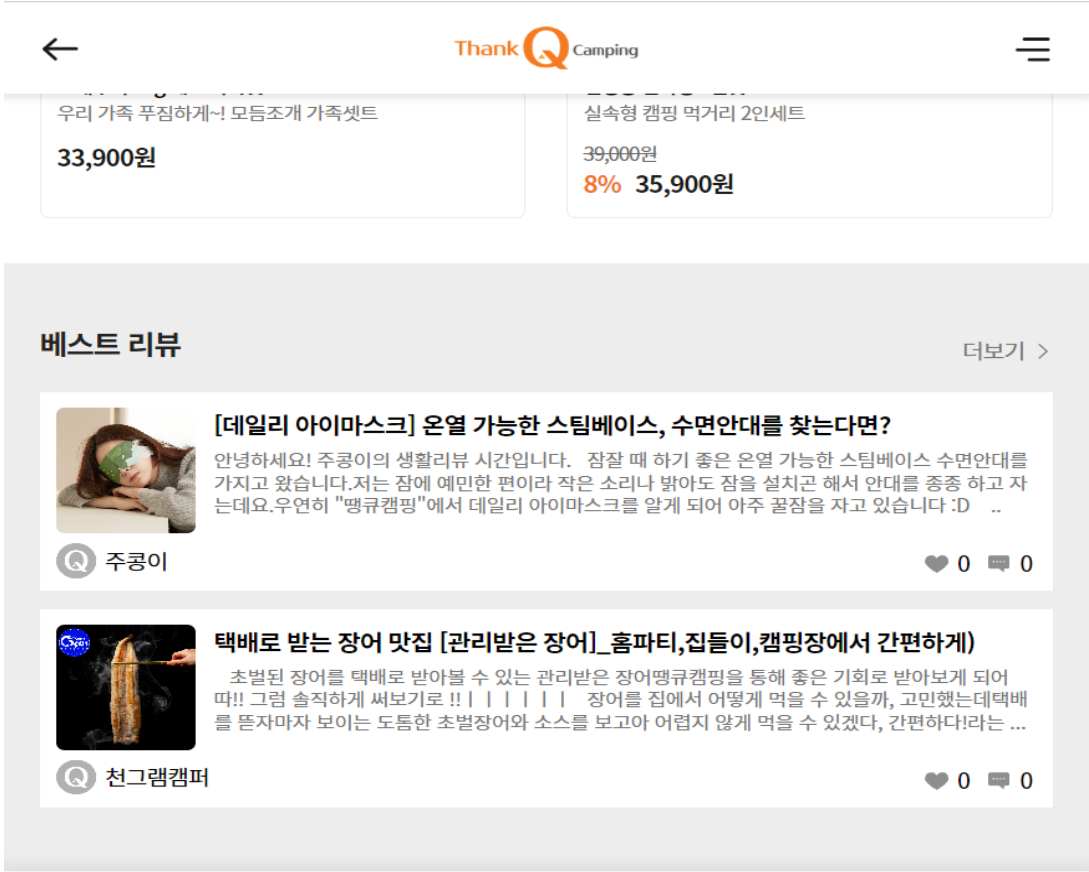 Thank Q Camping
우리 가족 푸짐하게~! 모듬조개 가족셋트
33,900원
실속형 캠핑 먹거리 2인세트
39,000원
8% 35,900원
베스트 리뷰
더보기 >
[데일리 아이마스크] 온열 가능한 스팀베이스, 수면안대를 찾는다면?
안녕하세요! 주콩이의 생활리뷰 시간입니다. 잠잘 때 하기 좋은 온열 가능한 스팀베이스 수면안대를
가지고 왔습니다.저는 잠에 예민한 편이라 작은 소리나 밝아도 잠을 설치곤 해서 안대를 종종 하고 자
는데요.우연히 "땡큐캠핑"에서 데일리 아이마스크를 알게 되어 아주 꿀잠을 자고 있습니다 :D ..
Q 주콩이
0 0
택배로 받는 장어 맛집 [관리받은 장어]_홈파티,집들이,캠핑장에서 간편하게)
초벌된 장어를 택배로 받아볼 수 있는 관리받은 장어땡큐캠핑을 통해 좋은 기회로 받아보게 되어
따!! 그럼 솔직하게 써보기로 !!ㅣㅣㅣㅣㅣㅣ 장어를 집에서 어떻게 먹을 수 있을까, 고민했는데택배
를 뜯자마자 보이는 도톰한 초벌장어와 소스를 보고아 어렵지 않게 먹을 수 있겠다, 간편하다!라는 ...
Q 천그램캠퍼
0 0